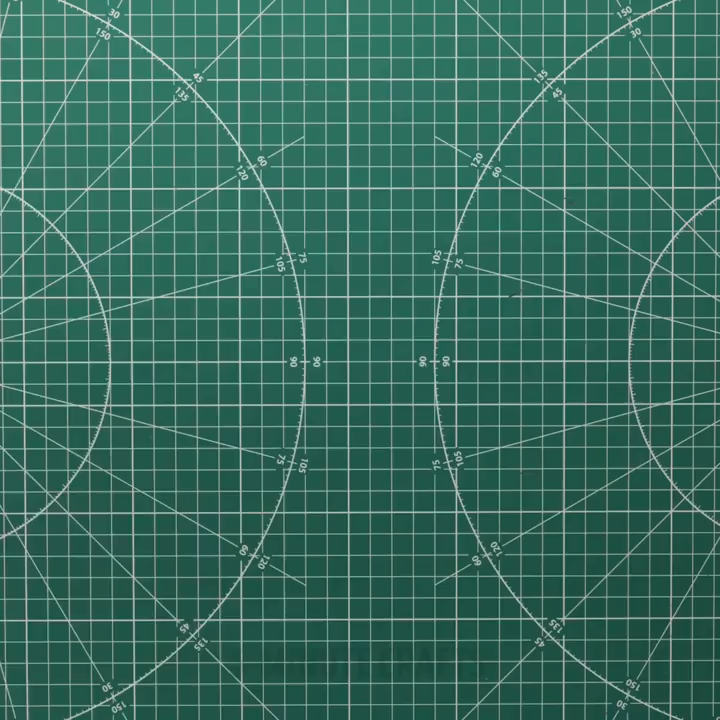 30 150
150 30
45 135
135 45
60 120
120 60
75 105
105 75
90 90 90 90
75 105 75 105
60 120 60 120
45 135 45 135
30 150 30 150